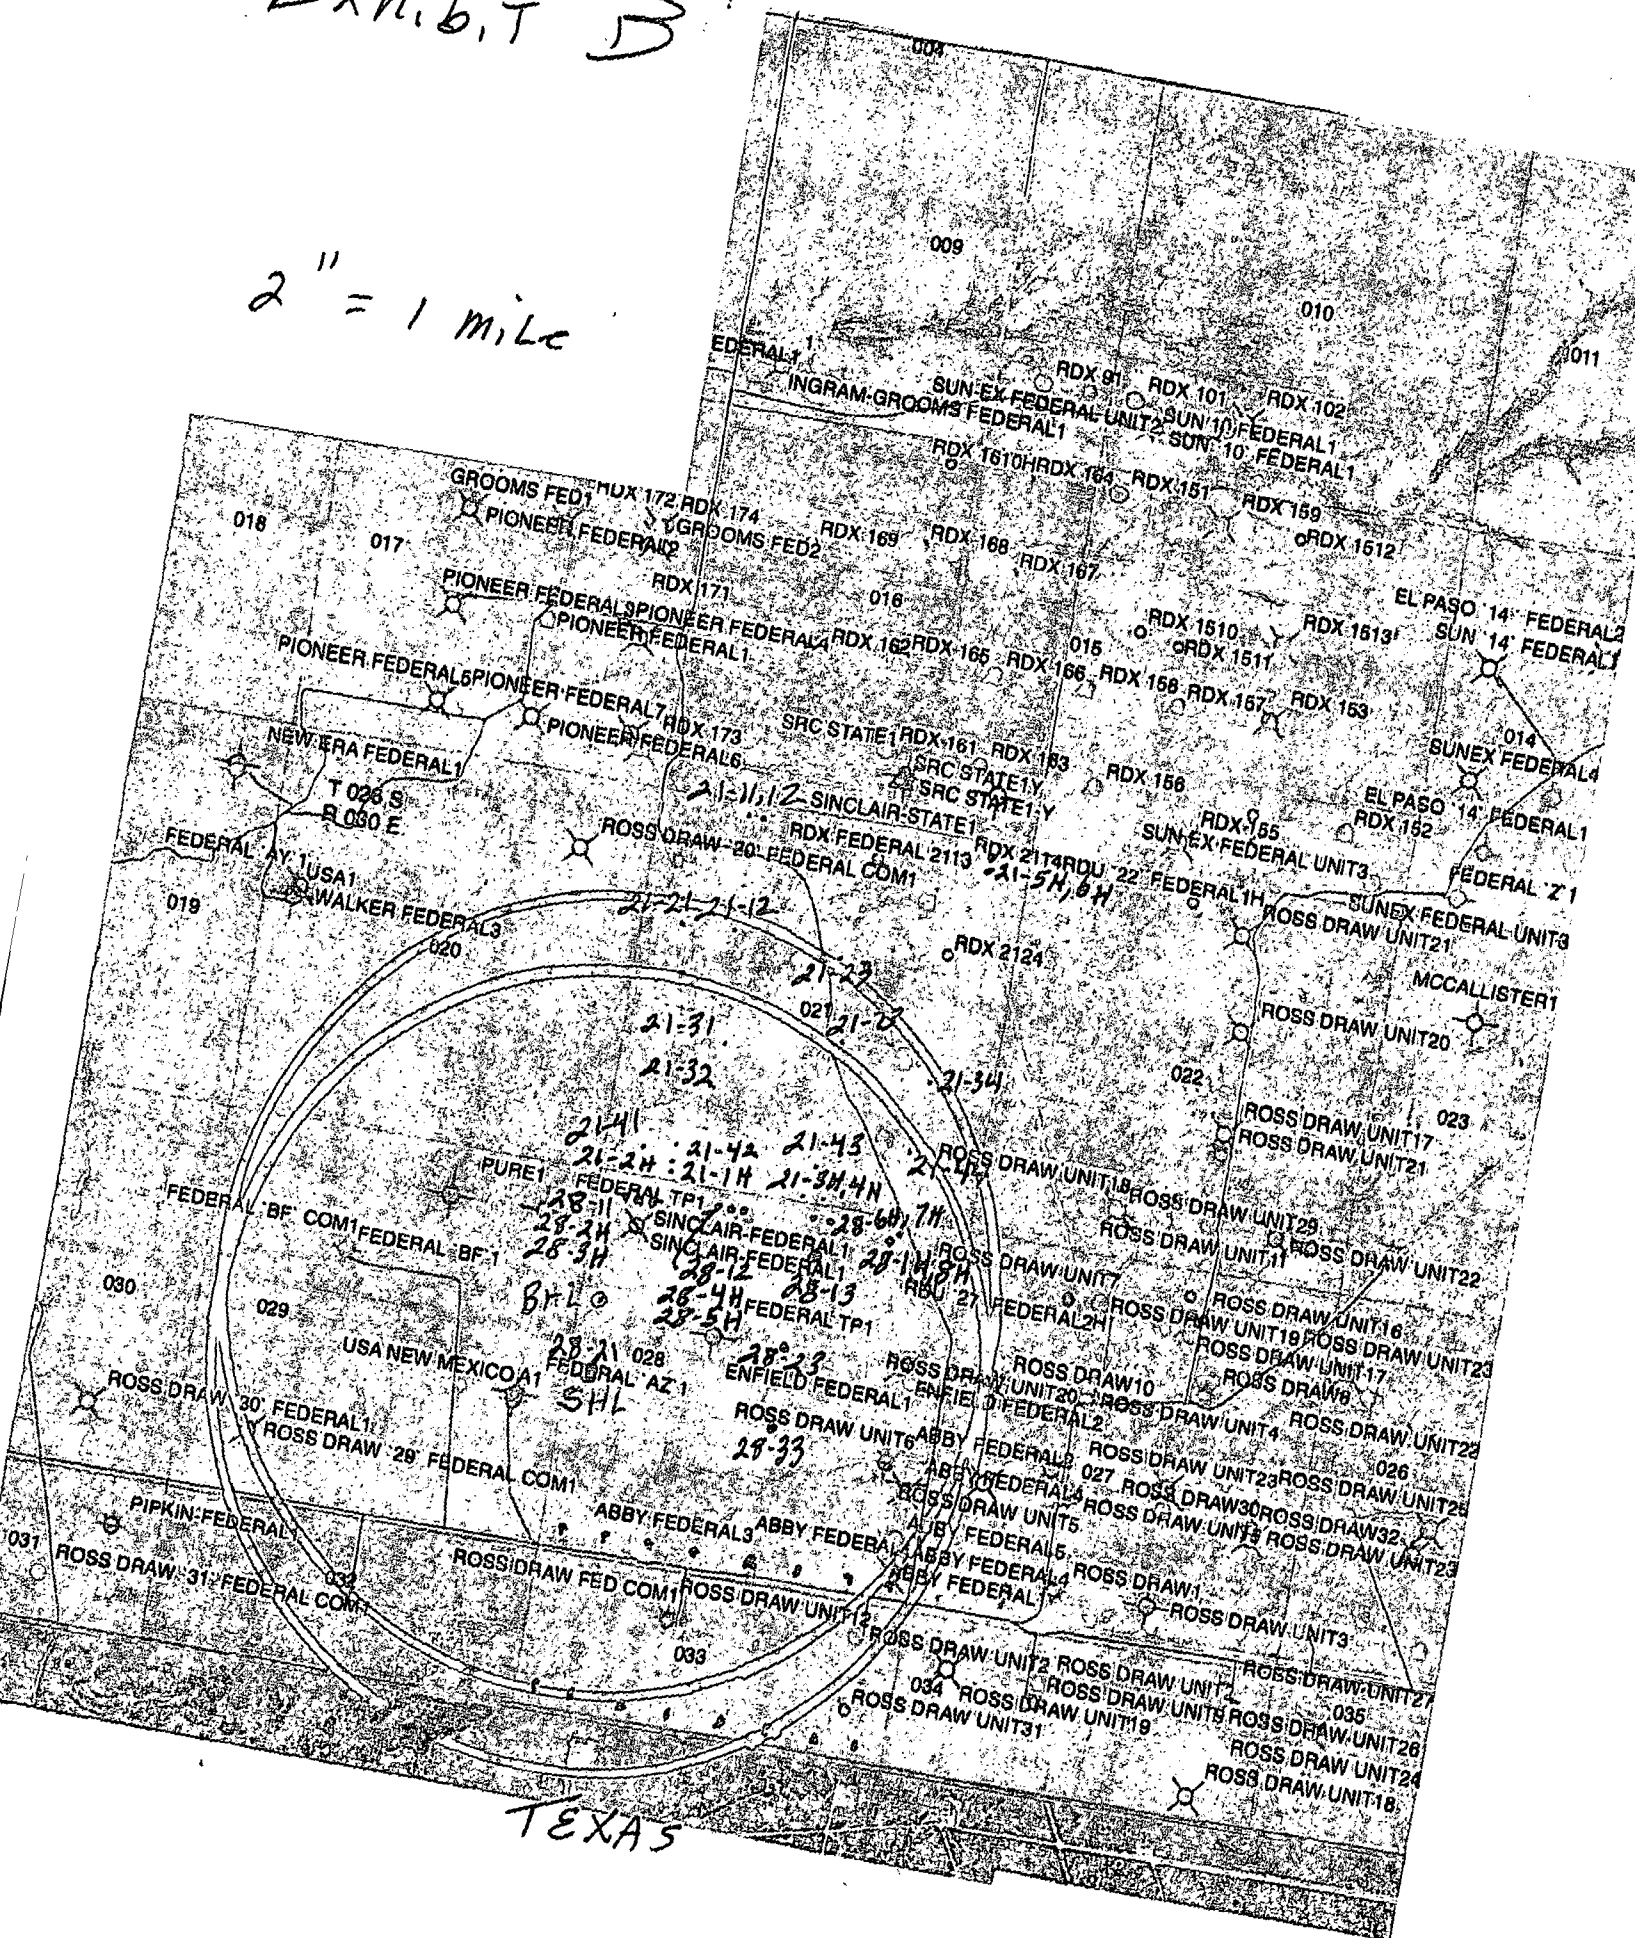 Exhibit B
004
2" = 1 mile
009
010
011
EDERAL1
1
RDX 91
RDX 101
RDX 102
SUN-EX FEDERAL UNIT2
SUN '10' FEDERAL1
INGRAM-GROOMS FEDERAL1
SUN '10' FEDERAL1
RDX 1610H
RDX 164
RDX 151
RDX 159
RDX 1512
GROOMS FED1
RDX 172
RDX 174
018
017
PIONEER FEDERAL2
GROOMS FED2
RDX 169
RDX 168
RDX 167
RDX 171
016
PIONEER FEDERAL3
PIONEER FEDERAL4
PIONEER FEDERAL1
RDX 162
RDX 165
RDX 166
015
RDX 1510
RDX 1511
RDX 1513
EL PASO '14' FEDERAL2
SUN '14' FEDERAL1
PIONEER FEDERAL5
PIONEER FEDERAL7
RDX 173
PIONEER FEDERAL6
RDX 158
RDX 157
RDX 153
SRC STATE1
RDX 161
RDX 163
014
SUNEX FEDERAL4
NEW ERA FEDERAL1
T 026 S
R 030 E
SRC STATE1Y
SRC STATE1-Y
RDX 156
21-11,12
SINCLAIR-STATE1
EL PASO '14' FEDERAL1
RDX 155
RDX 152
RDX FEDERAL 2113
RDX 2114
RDU '22' FEDERAL1H
SUN-EX FEDERAL UNIT3
FEDERAL 'Z' 1
ROSS DRAW '20' FEDERAL COM1
21-5H, 6H
FEDERAL 'AY' 1
USA1
WALKER FEDERAL3
019
020
21-21
21-12
ROSS DRAW UNIT21
SUNEX FEDERAL UNIT3
RDX 2124
21-23
MCCALLISTER1
021
21-31
21-32
21-34
ROSS DRAW UNIT20
022
023
ROSS DRAW UNIT17
ROSS DRAW UNIT21
21-41
21-42
21-43
21-2H
21-1H
21-3H,4H
PURE1
FEDERAL TP1
ROSS DRAW UNIT18
ROSS DRAW UNIT29
FEDERAL 'BF' COM1
FEDERAL 'BF' 1
28-11
28-2H
28-3H
SINCLAIR-FEDERAL1
SINCLAIR-FEDERAL1
28-6H, 7H
28-1H,8H
ROSS DRAW UNIT11
ROSS DRAW UNIT22
ROSS DRAW UNIT7
28-12
28-13
28-4H
28-5H
BHL
FEDERAL TP1
RBU '27' FEDERAL2H
030
029
ROSS DRAW UNIT16
ROSS DRAW UNIT19
ROSS DRAW UNIT23
ROSS DRAW UNIT17
ROSS DRAW8
28-21
028
28-23
USA NEW MEXICO A1
FEDERAL 'AZ' 1
SHL
ENFIELD FEDERAL1
ROSS DRAW UNIT20
ROSS DRAW10
ENFIELD FEDERAL2
ROSS DRAW UNIT4
ROSS DRAW UNIT22
ROSS DRAW '30' FEDERAL1
ROSS DRAW '29' FEDERAL COM1
ROSS DRAW UNIT6
28-33
ABBY FEDERAL2
027
026
ROSS DRAW UNIT23
ROSS DRAW UNIT25
ROSS DRAW30
ROSS DRAW32
ROSS DRAW UNIT5
ROSS DRAW UNIT23
PIPKIN-FEDERAL1
031
ROSS DRAW '31' FEDERAL COM1
032
ABBY FEDERAL3
ABBY FEDERAL5
ABBY FEDERAL4
ABBY FEDERAL1
ROSS DRAW FED COM1
ROSS DRAW UNIT12
ROSS DRAW1
ROSS DRAW UNIT3
033
ROSS DRAW UNIT2
ROSS DRAW UNIT2
ROSS DRAW UNIT27
034
035
ROSS DRAW UNIT19
ROSS DRAW UNIT9
ROSS DRAW UNIT26
ROSS DRAW UNIT31
ROSS DRAW UNIT24
ROSS DRAW UNIT18
TEXAS